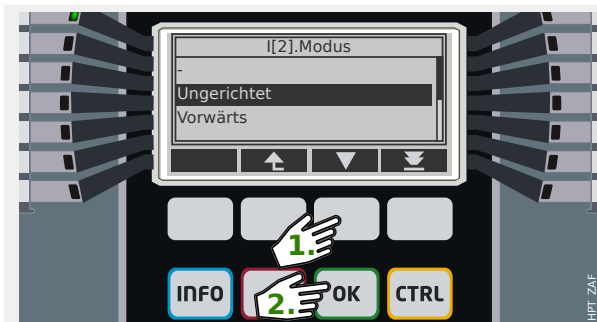 I[2].Modus
-
Ungerichtet
Vorwärts
1.
INFO
2.
OK
CTRL
HPT ZAF